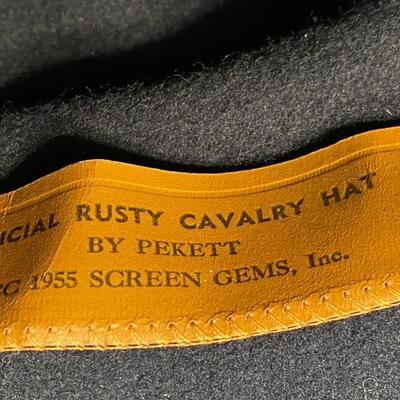 ICIAL RUSTY CAVALRY HAT
BY PEKETT
C 1955 SCREEN GEMS, Inc.